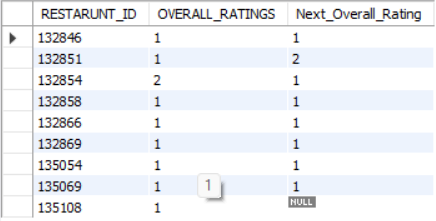 RESTARUNT_ID OVERALL_RATINGS Next_Overall_Rating
132846 1 1
132851 1 2
132854 2 1
132858 1 1
132866 1 1
132869 1 1
135054 1 1
135069 1 1 1
135108 1 NULL